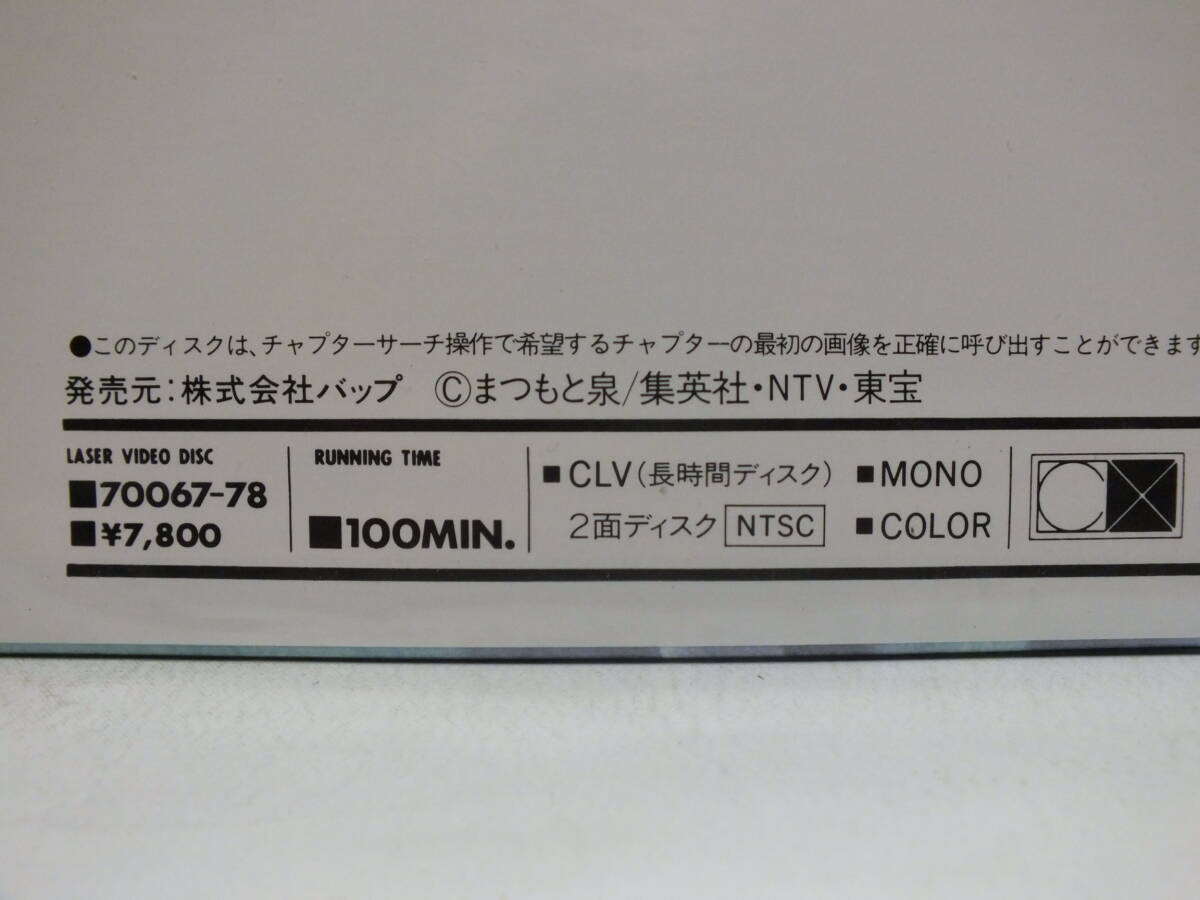 ●このディスクは、チャプターサーチ操作で希望するチャプターの最初の画像を正確に呼び出すことができます
発売元：株式会社バップ　Ⓒまつもと泉/集英社・NTV・東宝
LASER VIDEO DISC
■70067-78
■¥7,800
RUNNING TIME
■100MIN.
■CLV（長時間ディスク）
2面ディスク NTSC
■MONO
■COLOR